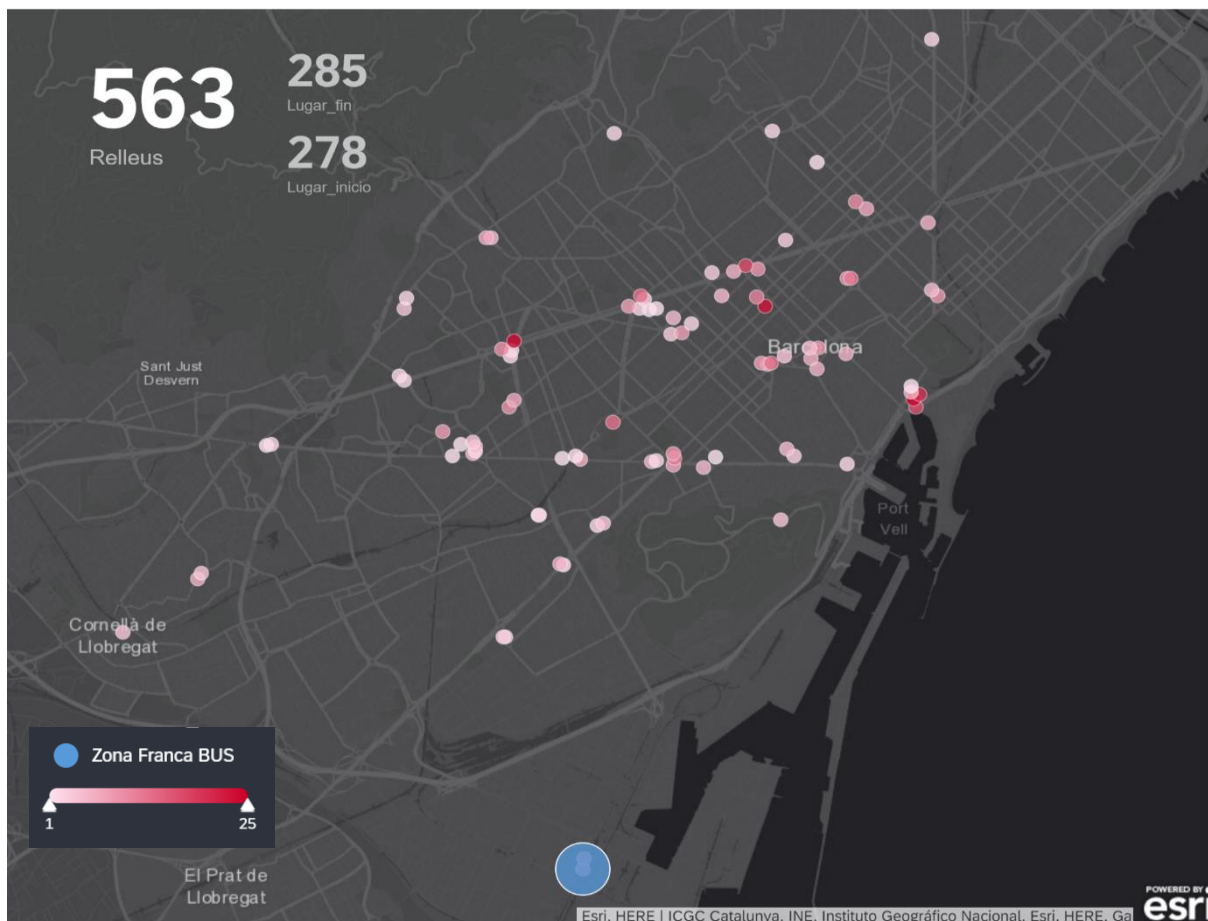 563
Relleus
285
Lugar_fin
278
Lugar_inicio
Sant Just
Desvern
Barcelona
Port
Vell
Cornellà de
Llobregat
Zona Franca BUS
1
25
El Prat de
Llobregat
POWERED BY
esri
Esri, HERE | ICGC Catalunya, INE, Instituto Geográfico Nacional, Esri, HERE, Ga